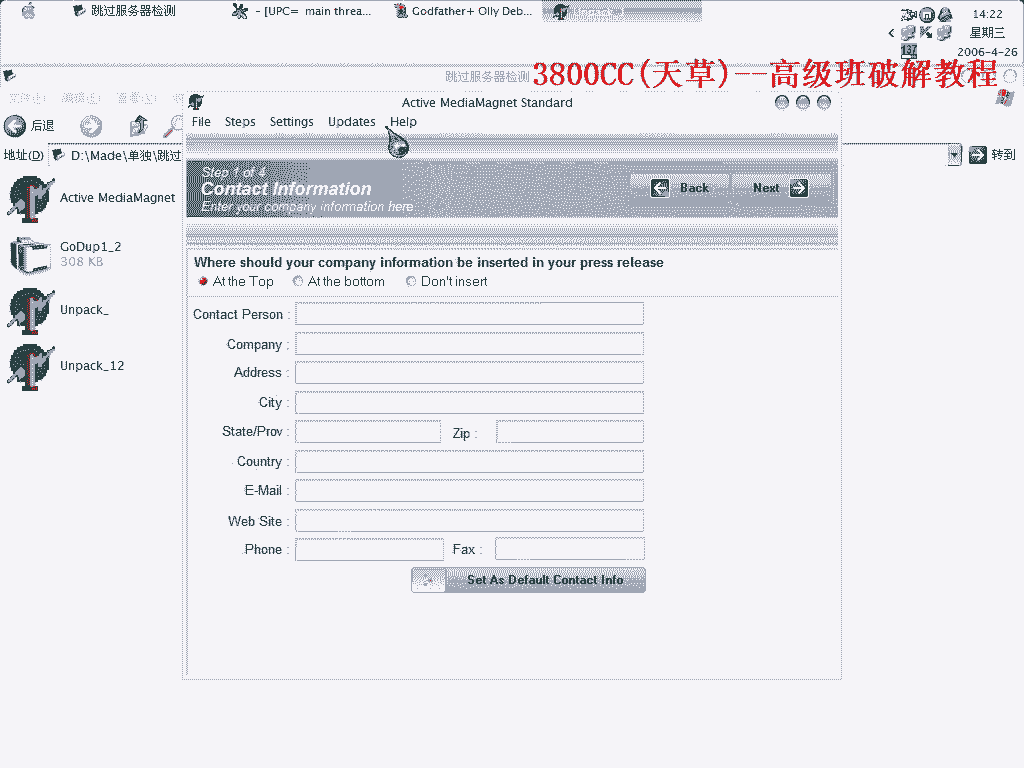 跳过服务器检测
- [UPC= main threa...
Godfather+ Olly Deb...
14:22
星期三
137
2006-4-26
跳过服务器检测
3800CC(天草)--高级班破解教程
Active MediaMagnet Standard
File Steps Settings Updates Help
后退
地址(D) D:\Made\单独\跳过
转到
Step 1 of 4
Contact Information
Enter your company information here
Back
Next
Active MediaMagnet
GoDup1_2
308 KB
Unpack_
Unpack_12
Where should your company information be inserted in your press release
At the Top At the bottom Don't insert
Contact Person :
Company :
Address :
City :
State/Prov : Zip :
Country :
E-Mail :
Web Site :
Phone : Fax :
Set As Default Contact Info